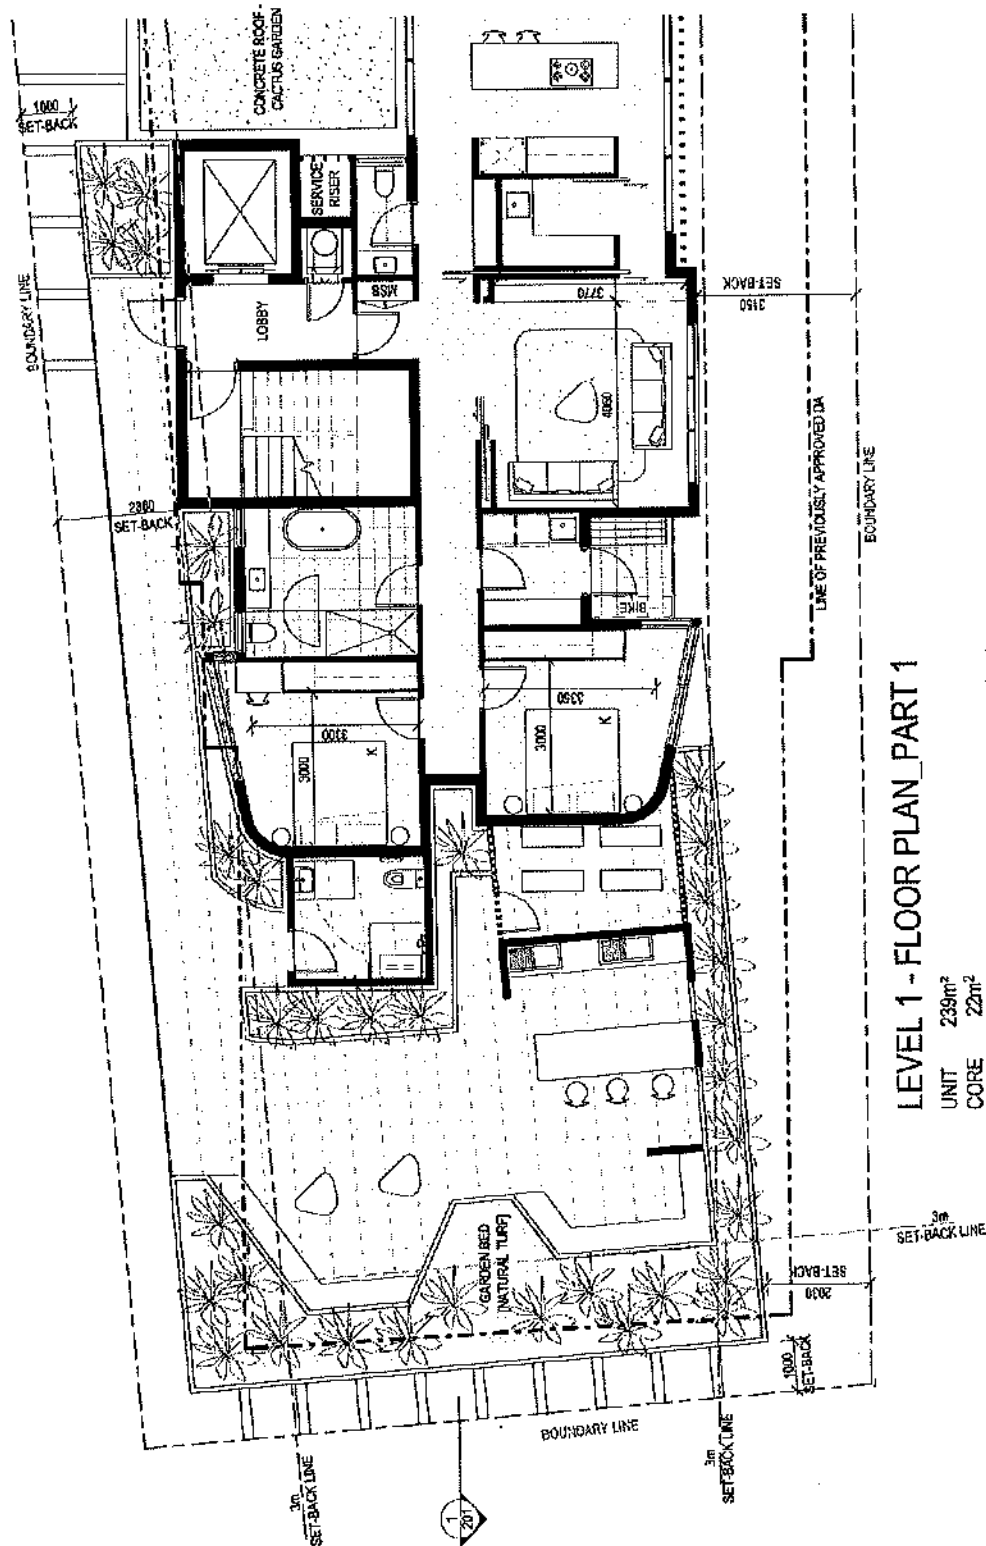 CONCRETE ROOF -
CACTUS GARDEN
1000
SET-BACK
SERVICE
RISER
BOUNDARY LINE
LOBBY
MSB
3770
SET-BACK
3150
4060
2380
SET-BACK
LINE OF PREVIOUSLY APPROVED DA
BOUNDARY LINE
BIKE
3300
3000
K
3350
3000
K
GARDEN BED
[NATURAL TURF]
3m
SET-BACK LINE
SET-BACK
2030
1000
SET-BACK
BOUNDARY LINE
3m
SET-BACK LINE
3m
SET-BACK LINE
1
201
LEVEL 1 - FLOOR PLAN_PART 1
UNIT 239m²
CORE 22m²